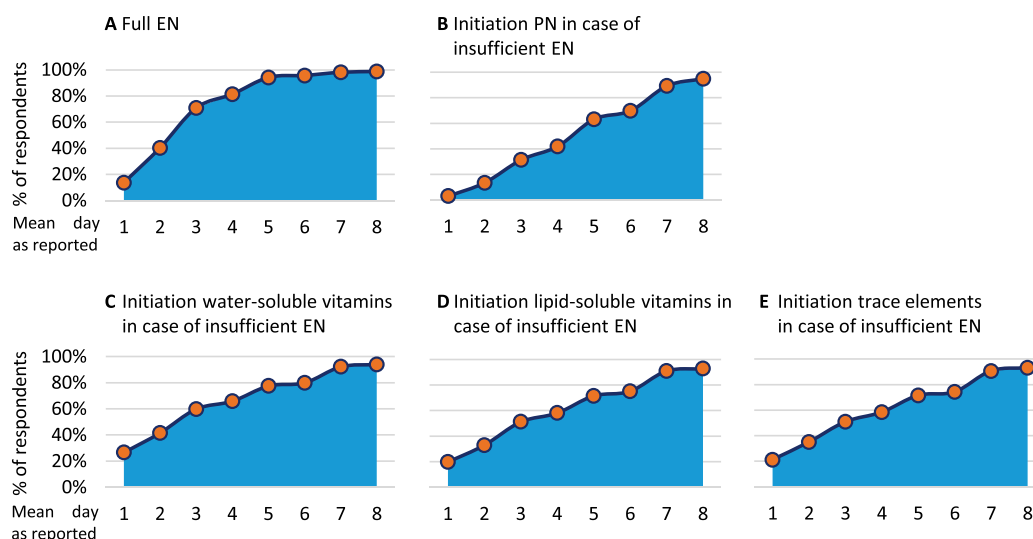 A Full EN
B Initiation PN in case of
insufficient EN
% of respondents
100%
80%
60%
40%
20%
0%
Mean day
as reported
1 2 3 4 5 6 7 8
1 2 3 4 5 6 7 8
C Initiation water-soluble vitamins
in case of insufficient EN
D Initiation lipid-soluble vitamins in
case of insufficient EN
E Initiation trace elements
in case of insufficient EN
% of respondents
100%
80%
60%
40%
20%
0%
Mean day
as reported
1 2 3 4 5 6 7 8
1 2 3 4 5 6 7 8
1 2 3 4 5 6 7 8